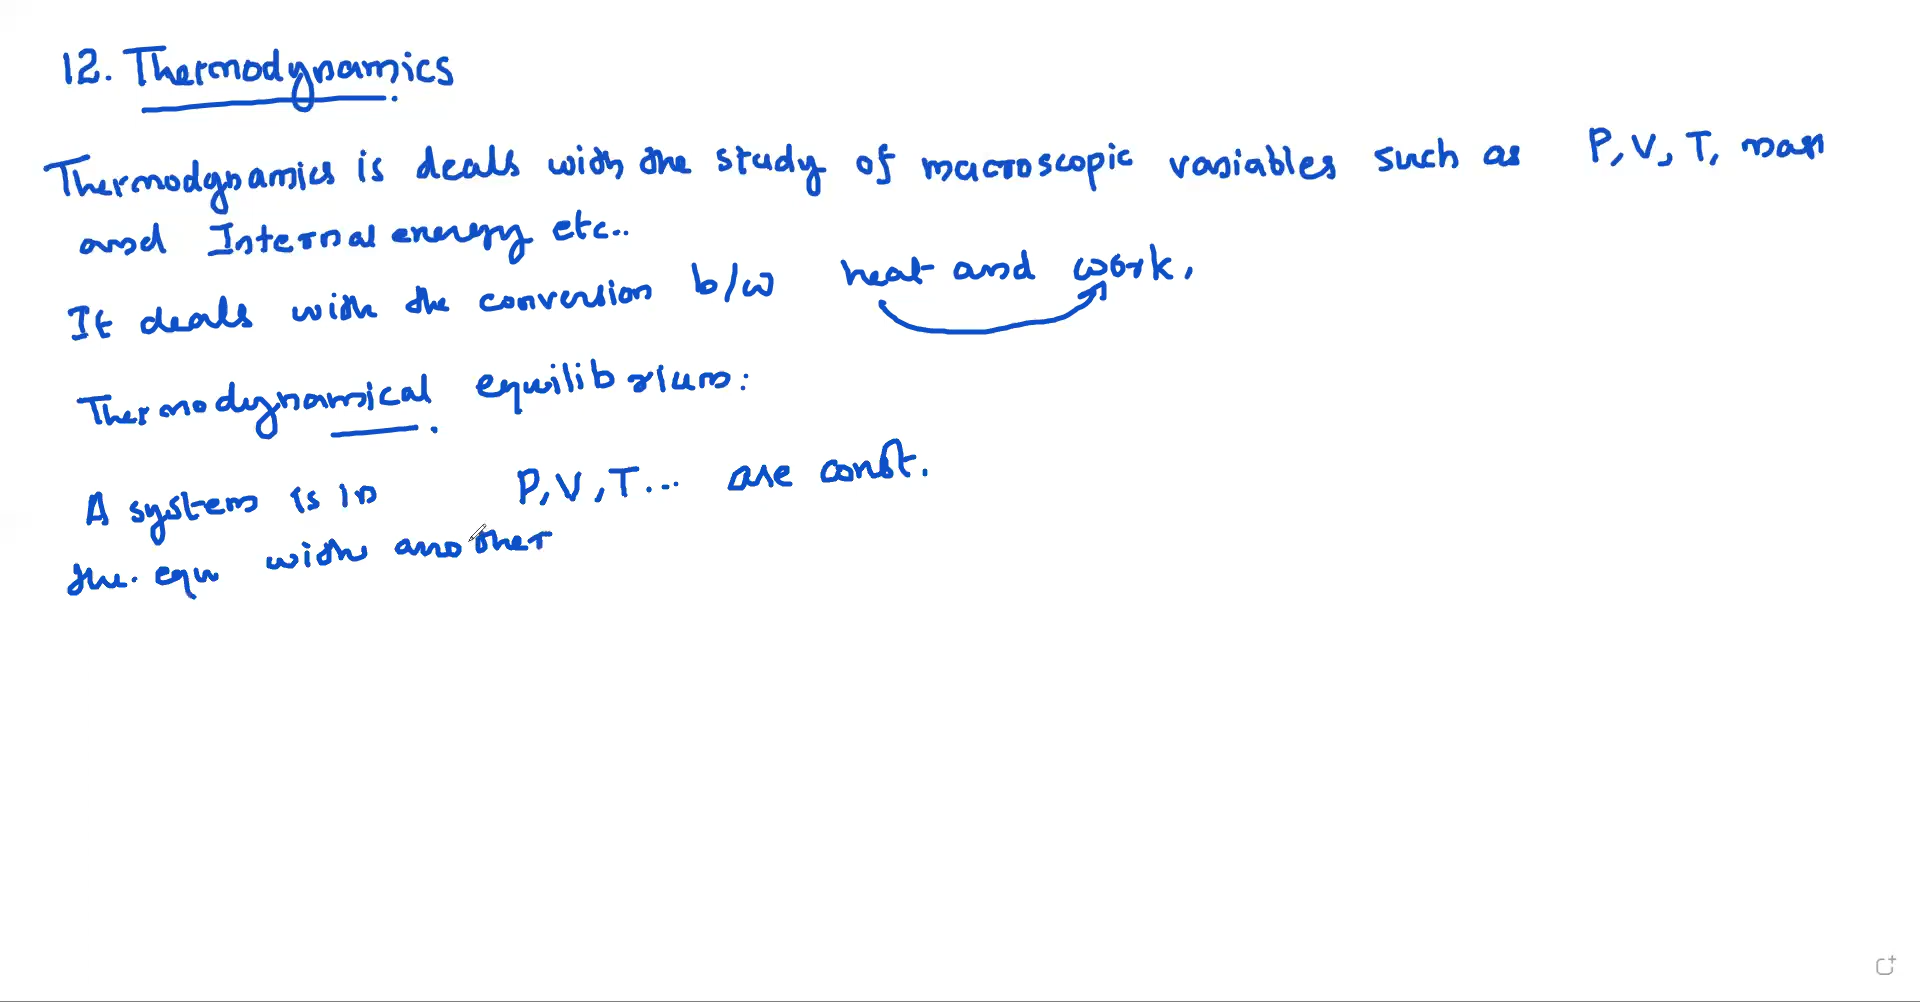 12. Thermodynamics
Thermodynamics is deals with the study of macroscopic variables such as P, V, T, mass
and Internal energy etc..
It deals with the conversion b/w heat and work,
Thermodynamical equilibrium:
A system is in P, V, T... are const.
the. equ with another